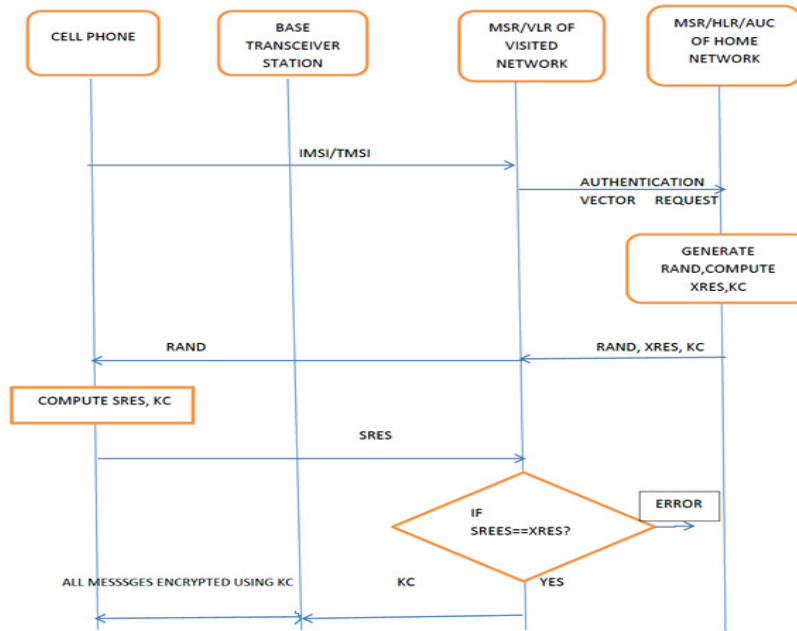 CELL PHONE
BASE
TRANSCEIVER
STATION
MSR/VLR OF
VISITED
NETWORK
MSR/HLR/AUC
OF HOME
NETWORK
IMSI/TMSI
AUTHENTICATION
VECTOR REQUEST
GENERATE
RAND,COMPUTE
XRES,KC
RAND
RAND, XRES, KC
COMPUTE SRES, KC
SRES
IF
SREES==XRES?
ERROR
ALL MESSSGES ENCRYPTED USING KC
KC
YES